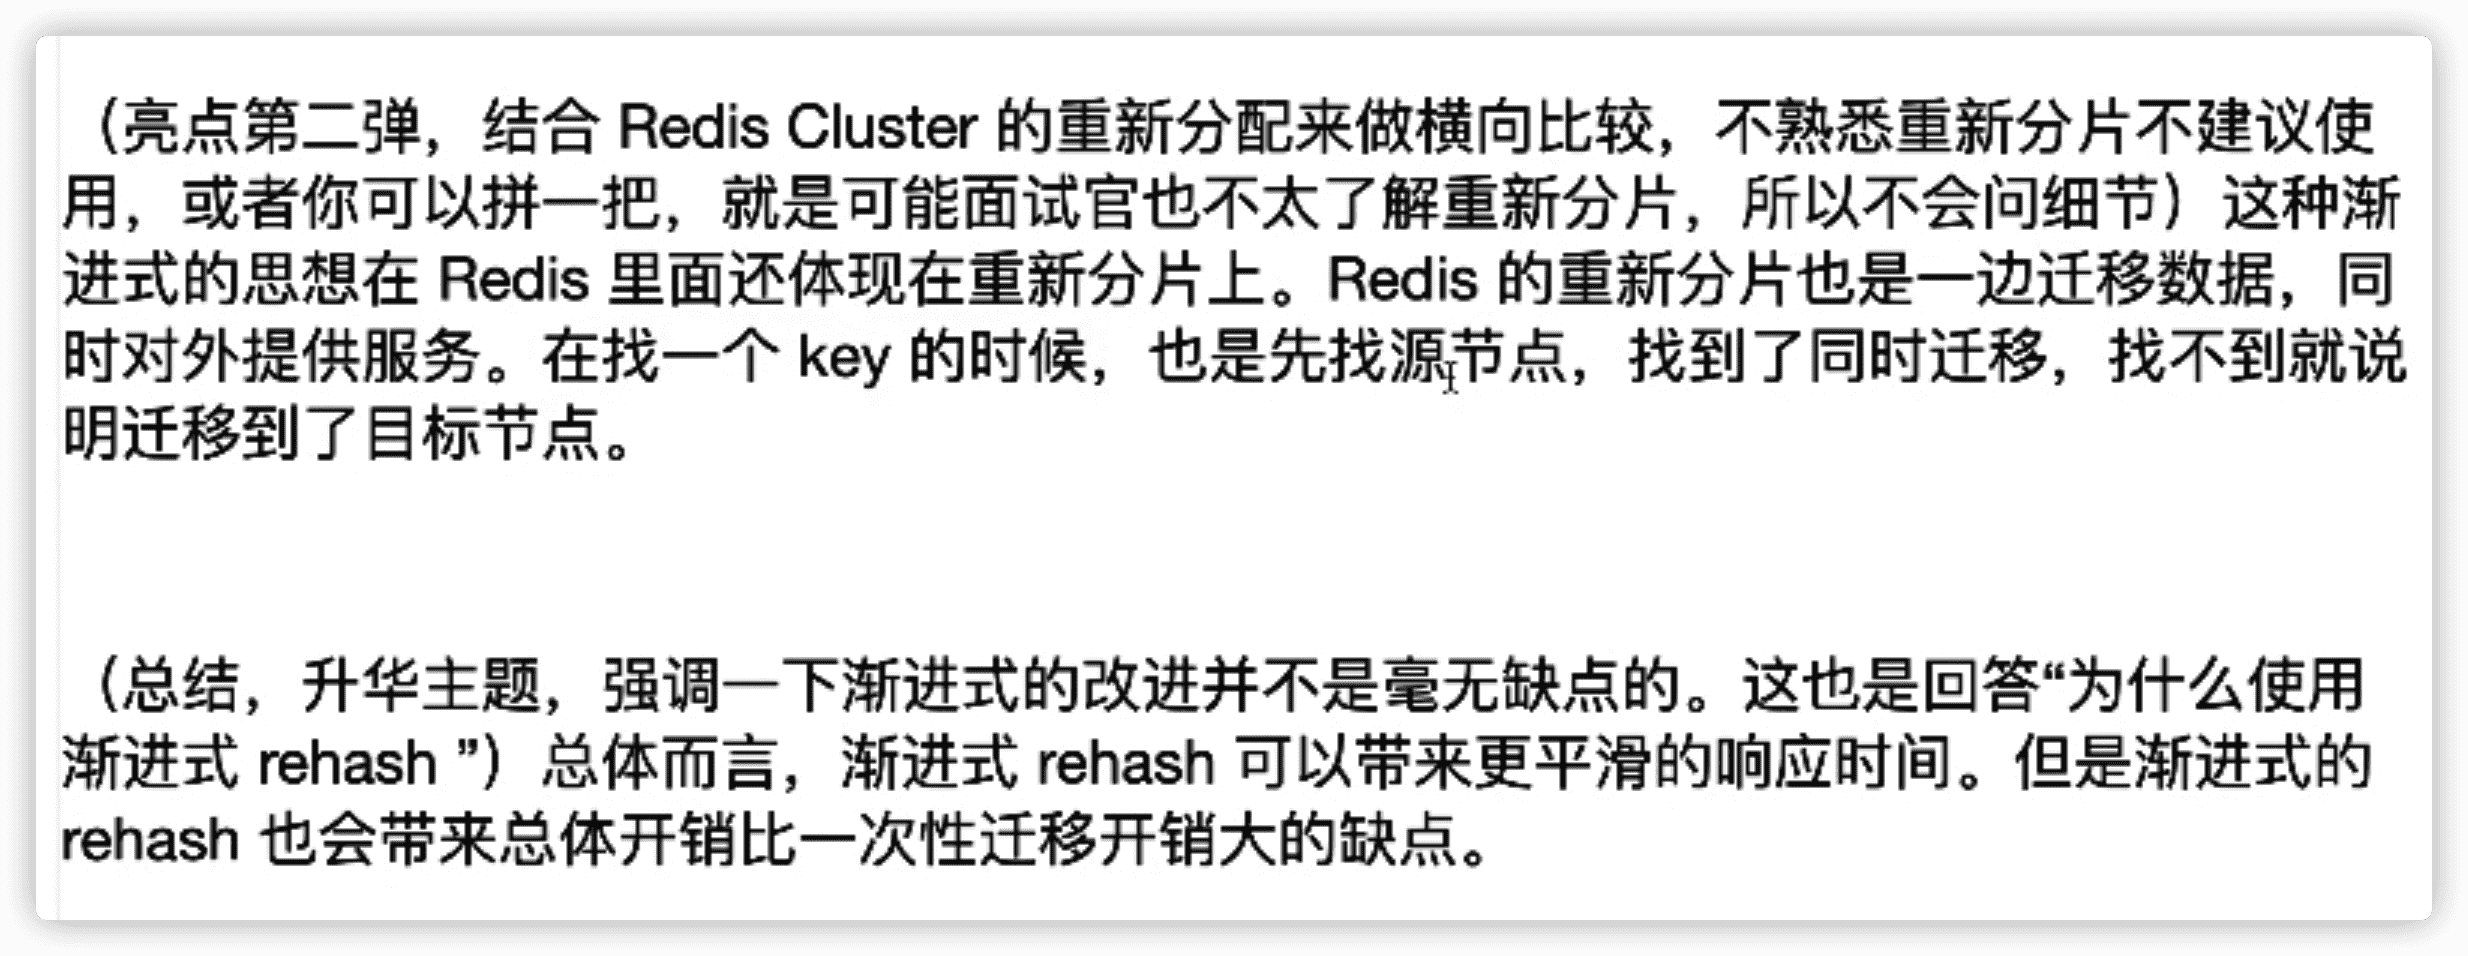 （亮点第二弹，结合 Redis Cluster 的重新分配来做横向比较，不熟悉重新分片不建议使
用，或者你可以拼一把，就是可能面试官也不太了解重新分片，所以不会问细节）这种渐
进式的思想在 Redis 里面还体现在重新分片上。Redis 的重新分片也是一边迁移数据，同
时对外提供服务。在找一个 key 的时候，也是先找源节点，找到了同时迁移，找不到就说
明迁移到了目标节点。
（总结，升华主题，强调一下渐进式的改进并不是毫无缺点的。这也是回答“为什么使用
渐进式 rehash ”）总体而言，渐进式 rehash 可以带来更平滑的响应时间。但是渐进式的
rehash 也会带来总体开销比一次性迁移开销大的缺点。